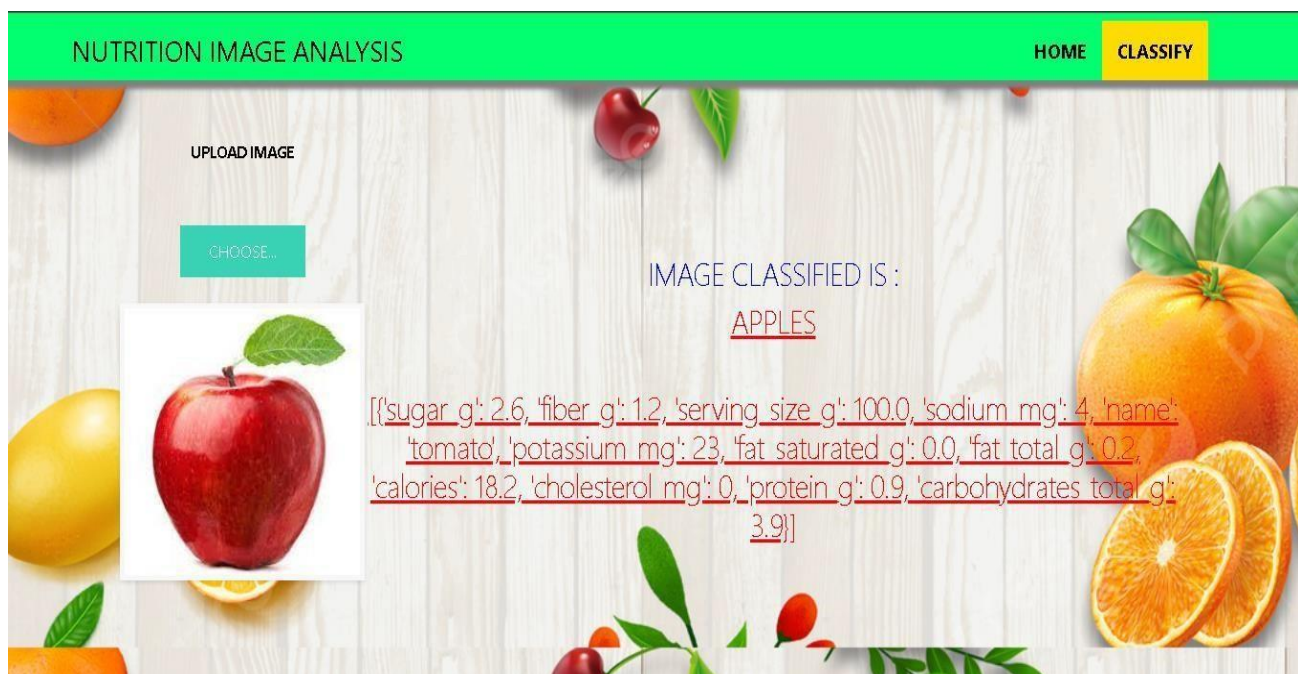 NUTRITION IMAGE ANALYSIS
HOME
CLASSIFY
UPLOAD IMAGE
CHOOSE...
IMAGE CLASSIFIED IS :
APPLES
[{'sugar_g': 2.6, 'fiber_g': 1.2, 'serving_size_g': 100.0, 'sodium_mg': 4, 'name':
'tomato', 'potassium_mg': 23, 'fat_saturated_g': 0.0, 'fat_total_g': 0.2,
'calories': 18.2, 'cholesterol_mg': 0, 'protein_g': 0.9, 'carbohydrates_total_g':
3.9}]